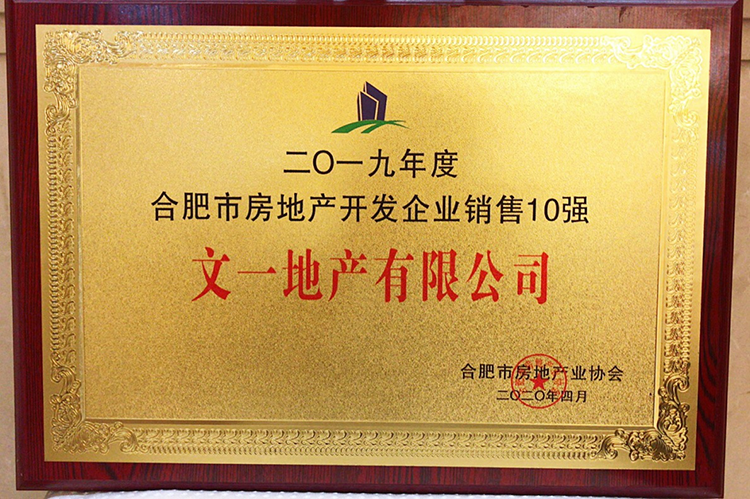 二〇一九年度
合肥市房地产开发企业销售10强
文一地产有限公司
合肥市房地产业协会
二〇二〇年四月